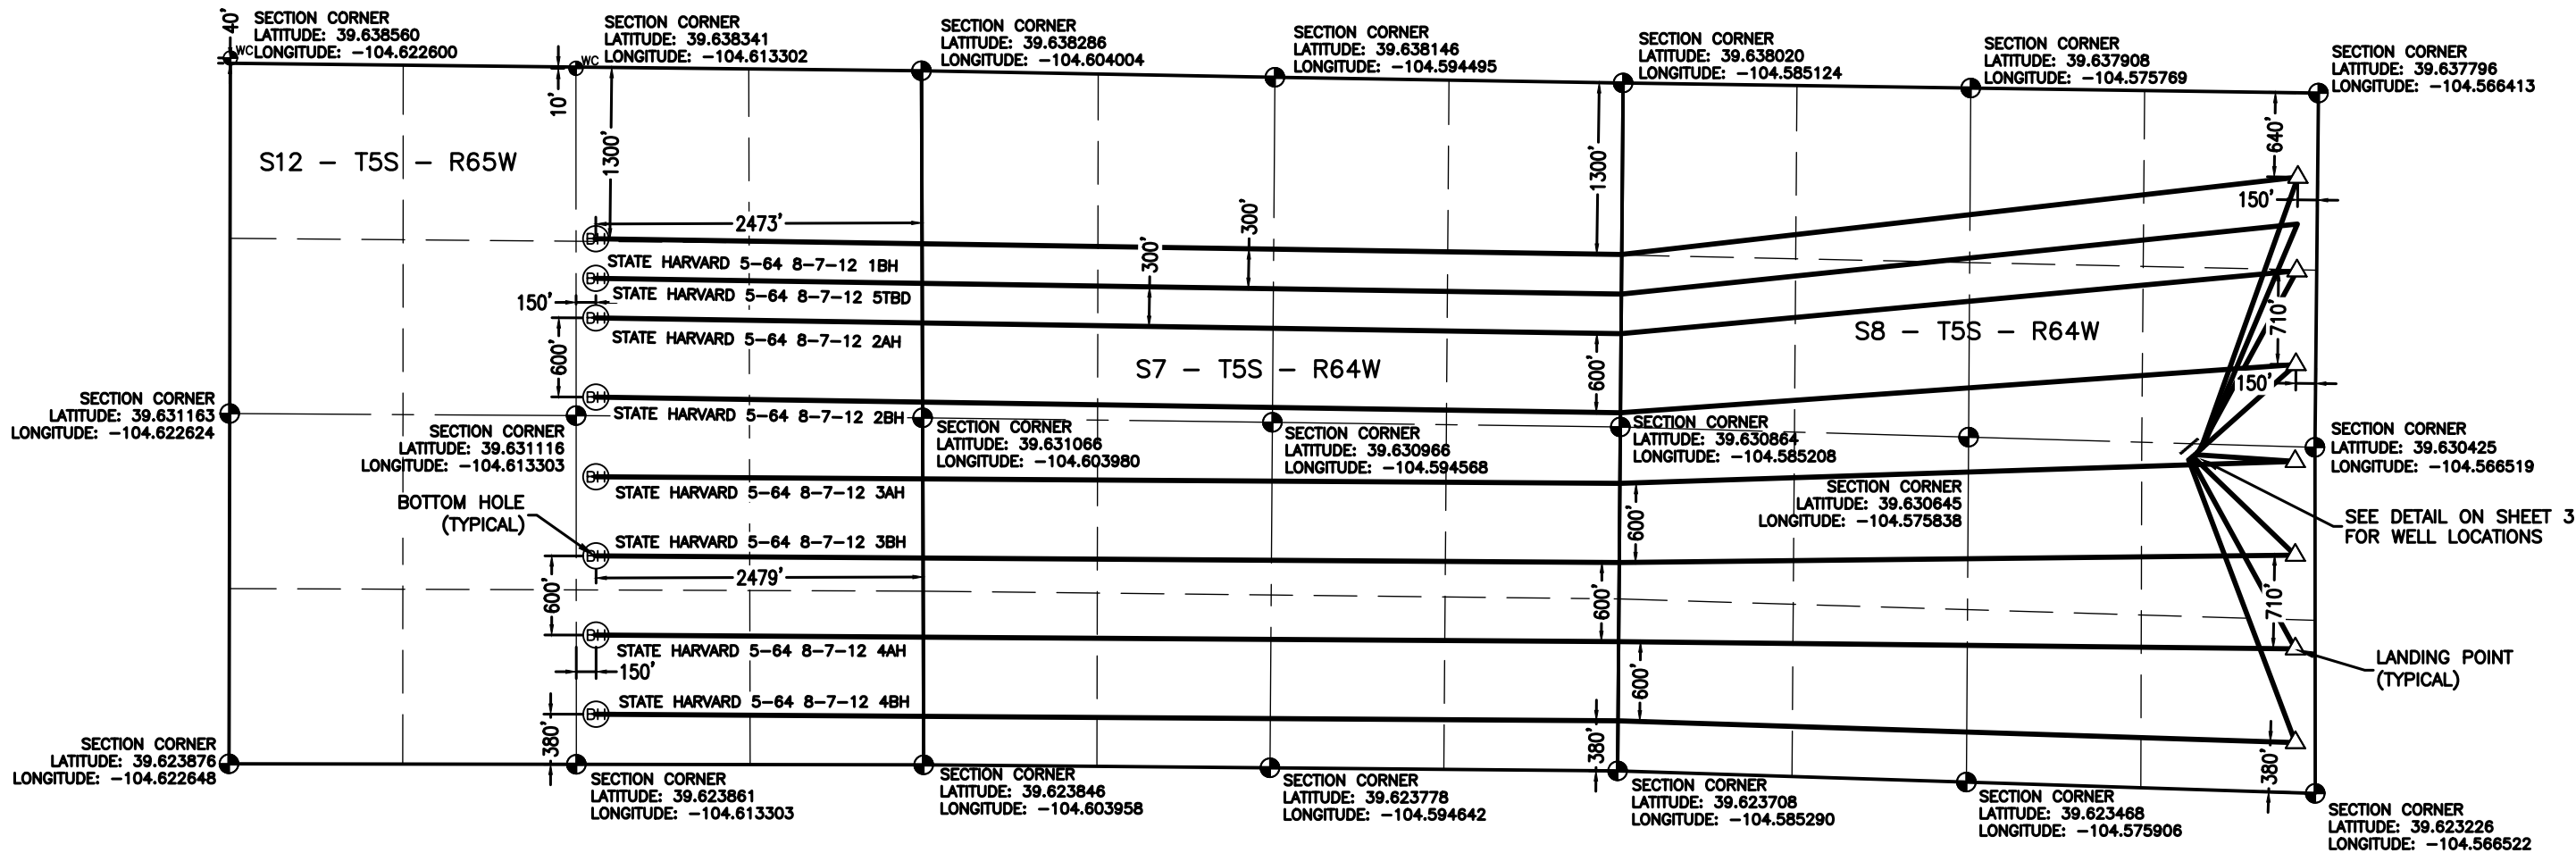 40'
WC
SECTION CORNER
LATITUDE: 39.638560
LONGITUDE: -104.622600
WC
SECTION CORNER
LATITUDE: 39.638341
LONGITUDE: -104.613302
SECTION CORNER
LATITUDE: 39.638286
LONGITUDE: -104.604004
SECTION CORNER
LATITUDE: 39.638146
LONGITUDE: -104.594495
SECTION CORNER
LATITUDE: 39.638020
LONGITUDE: -104.585124
SECTION CORNER
LATITUDE: 39.637908
LONGITUDE: -104.575769
SECTION CORNER
LATITUDE: 39.637796
LONGITUDE: -104.566413
10'
1300'
1300'
640'
S12 - T5S - R65W
150'
2473'
300'
300'
BH
STATE HARVARD 5-64 8-7-12 1BH
BH
STATE HARVARD 5-64 8-7-12 5TBD
150'
BH
STATE HARVARD 5-64 8-7-12 2AH
600'
S7 - T5S - R64W
600'
S8 - T5S - R64W
710'
150'
BH
STATE HARVARD 5-64 8-7-12 2BH
SECTION CORNER
LATITUDE: 39.631163
LONGITUDE: -104.622624
SECTION CORNER
LATITUDE: 39.631116
LONGITUDE: -104.613303
SECTION CORNER
LATITUDE: 39.631066
LONGITUDE: -104.603980
SECTION CORNER
LATITUDE: 39.630966
LONGITUDE: -104.594568
SECTION CORNER
LATITUDE: 39.630864
LONGITUDE: -104.585208
SECTION CORNER
LATITUDE: 39.630425
LONGITUDE: -104.566519
BH
STATE HARVARD 5-64 8-7-12 3AH
SECTION CORNER
LATITUDE: 39.630645
LONGITUDE: -104.575838
BOTTOM HOLE
(TYPICAL)
SEE DETAIL ON SHEET 3
FOR WELL LOCATIONS
600'
STATE HARVARD 5-64 8-7-12 3BH
BH
2479'
600'
600'
710'
BH
STATE HARVARD 5-64 8-7-12 4AH
150'
600'
LANDING POINT
(TYPICAL)
STATE HARVARD 5-64 8-7-12 4BH
BH
380'
380'
380'
SECTION CORNER
LATITUDE: 39.623876
LONGITUDE: -104.622648
SECTION CORNER
LATITUDE: 39.623861
LONGITUDE: -104.613303
SECTION CORNER
LATITUDE: 39.623846
LONGITUDE: -104.603958
SECTION CORNER
LATITUDE: 39.623778
LONGITUDE: -104.594642
SECTION CORNER
LATITUDE: 39.623708
LONGITUDE: -104.585290
SECTION CORNER
LATITUDE: 39.623468
LONGITUDE: -104.575906
SECTION CORNER
LATITUDE: 39.623226
LONGITUDE: -104.566522